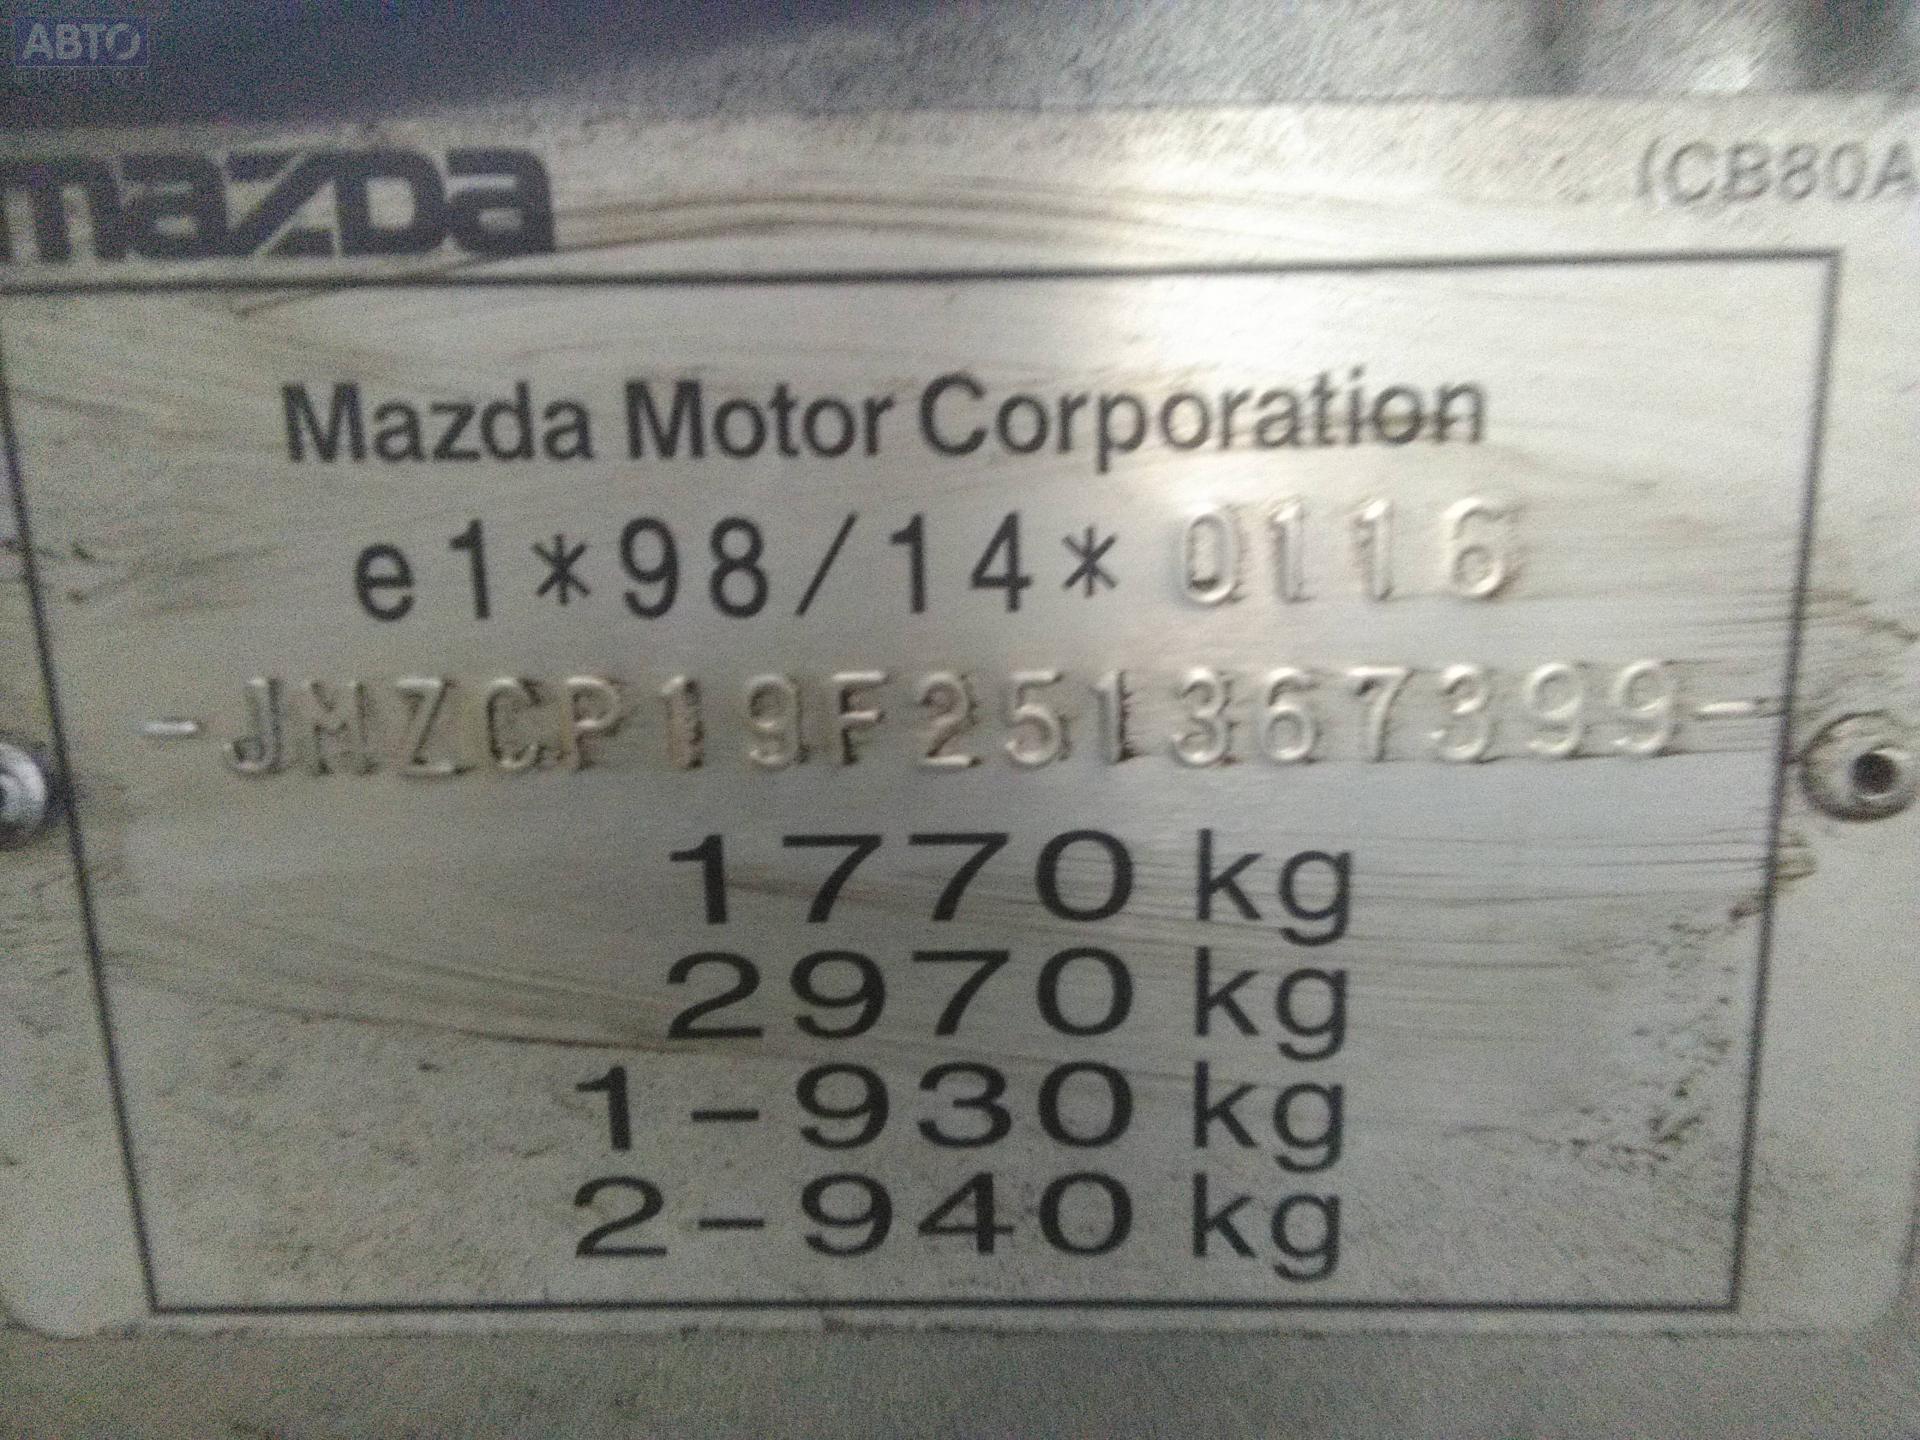 АВТО
mazda
(CB80A
Mazda Motor Corporation
e1*98/14*0116
-JMZCP19F251367399-
1770 kg
2970 kg
1-930 kg
2-940 kg